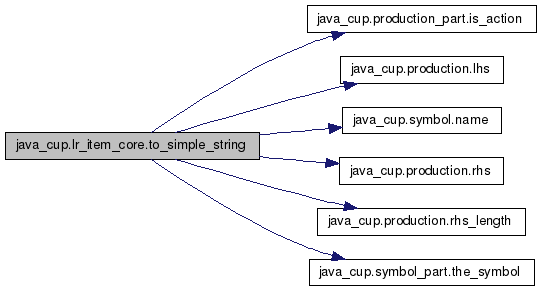 java_cup.production_part.is_action
java_cup.production.lhs
java_cup.symbol.name
java_cup.lr_item_core.to_simple_string
java_cup.production.rhs
java_cup.production.rhs_length
java_cup.symbol_part.the_symbol